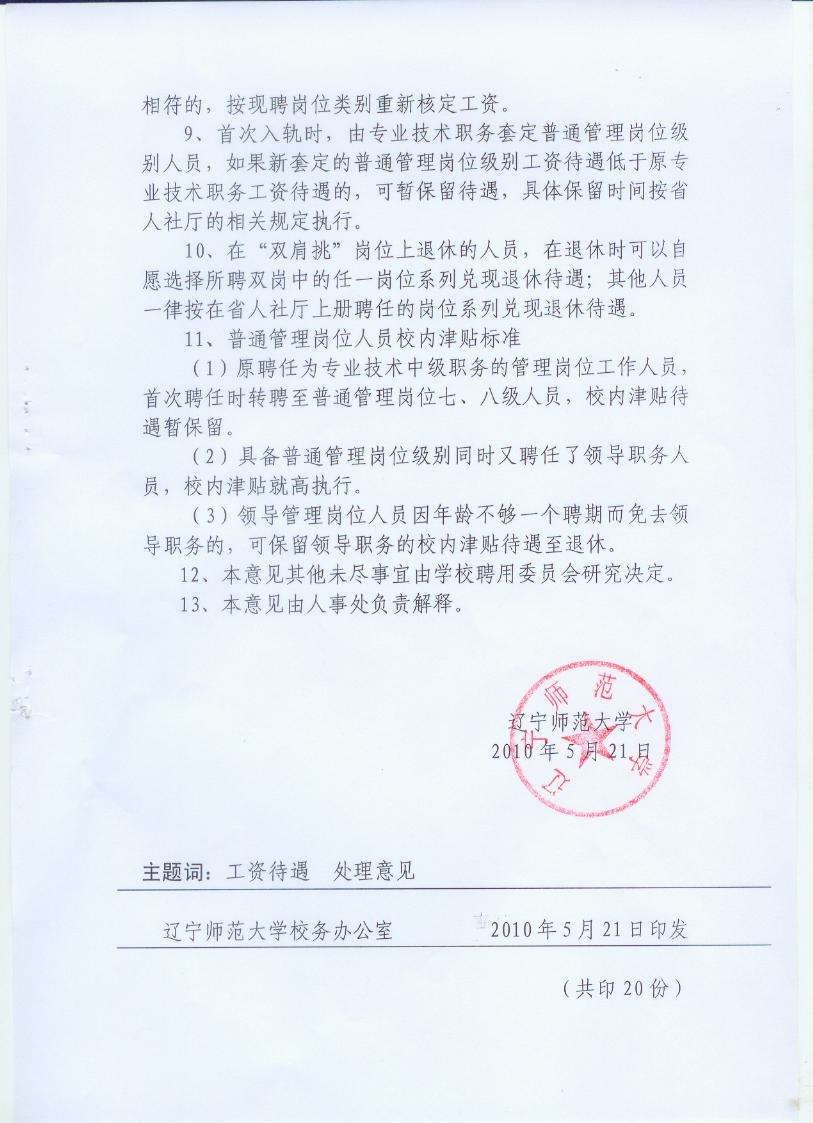 相符的，按现聘岗位类别重新核定工资。
9、首次入轨时，由专业技术职务套定普通管理岗位级
别人员，如果新套定的普通管理岗位级别工资待遇低于原专
业技术职务工资待遇的，可暂保留待遇，具体保留时间按省
人社厅的相关规定执行。
10、在“双肩挑”岗位上退休的人员，在退休时可以自
愿选择所聘双岗中的任一岗位系列兑现退休待遇；其他人员
一律按在省人社厅上册聘任的岗位系列兑现退休待遇。
11、普通管理岗位人员校内津贴标准
（1）原聘任为专业技术中级职务的管理岗位工作人员，
首次聘任时转聘至普通管理岗位七、八级人员，校内津贴待
遇暂保留。
（2）具备普通管理岗位级别同时又聘任了领导职务人
员，校内津贴就高执行。
（3）领导管理岗位人员因年龄不够一个聘期而免去领
导职务的，可保留领导职务的校内津贴待遇至退休。
12、本意见其他未尽事宜由学校聘用委员会研究决定。
13、本意见由人事处负责解释。
辽宁师范大学
辽宁师范大学
2010年5月21日
主题词：工资待遇 处理意见
辽宁师范大学校务办公室 2010年5月21日印发
（共印20份）